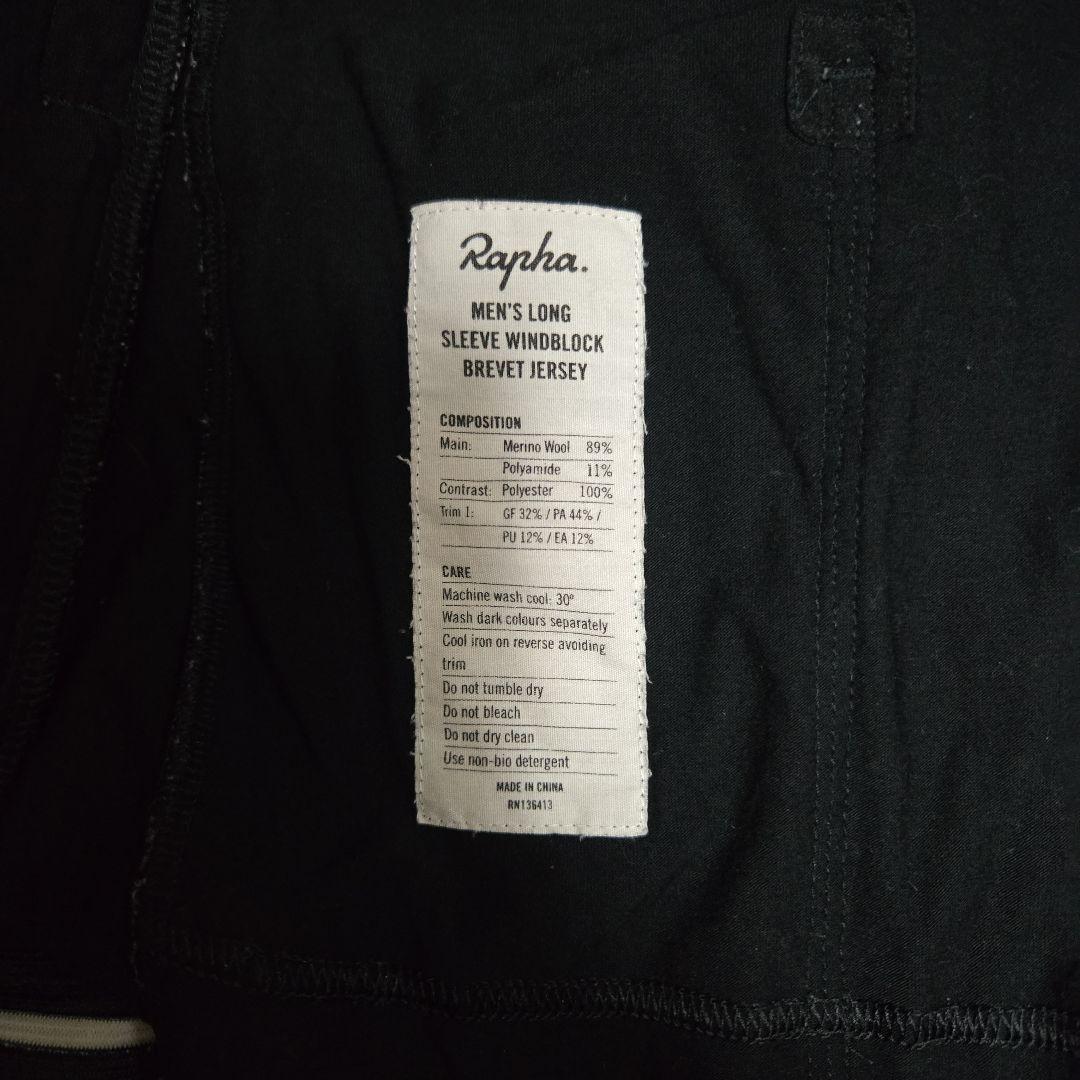 Rapha.
MEN'S LONG
SLEEVE WINDBLOCK
BREVET JERSEY
COMPOSITION
Main: Merino Wool 89%
Polyamide 11%
Contrast: Polyester 100%
Trim 1: GF 32% / PA 44% /
PU 12% / EA 12%
CARE
Machine wash cool: 30°
Wash dark colours separately
Cool iron on reverse avoiding
trim
Do not tumble dry
Do not bleach
Do not dry clean
Use non-bio detergent
MADE IN CHINA
RN136413